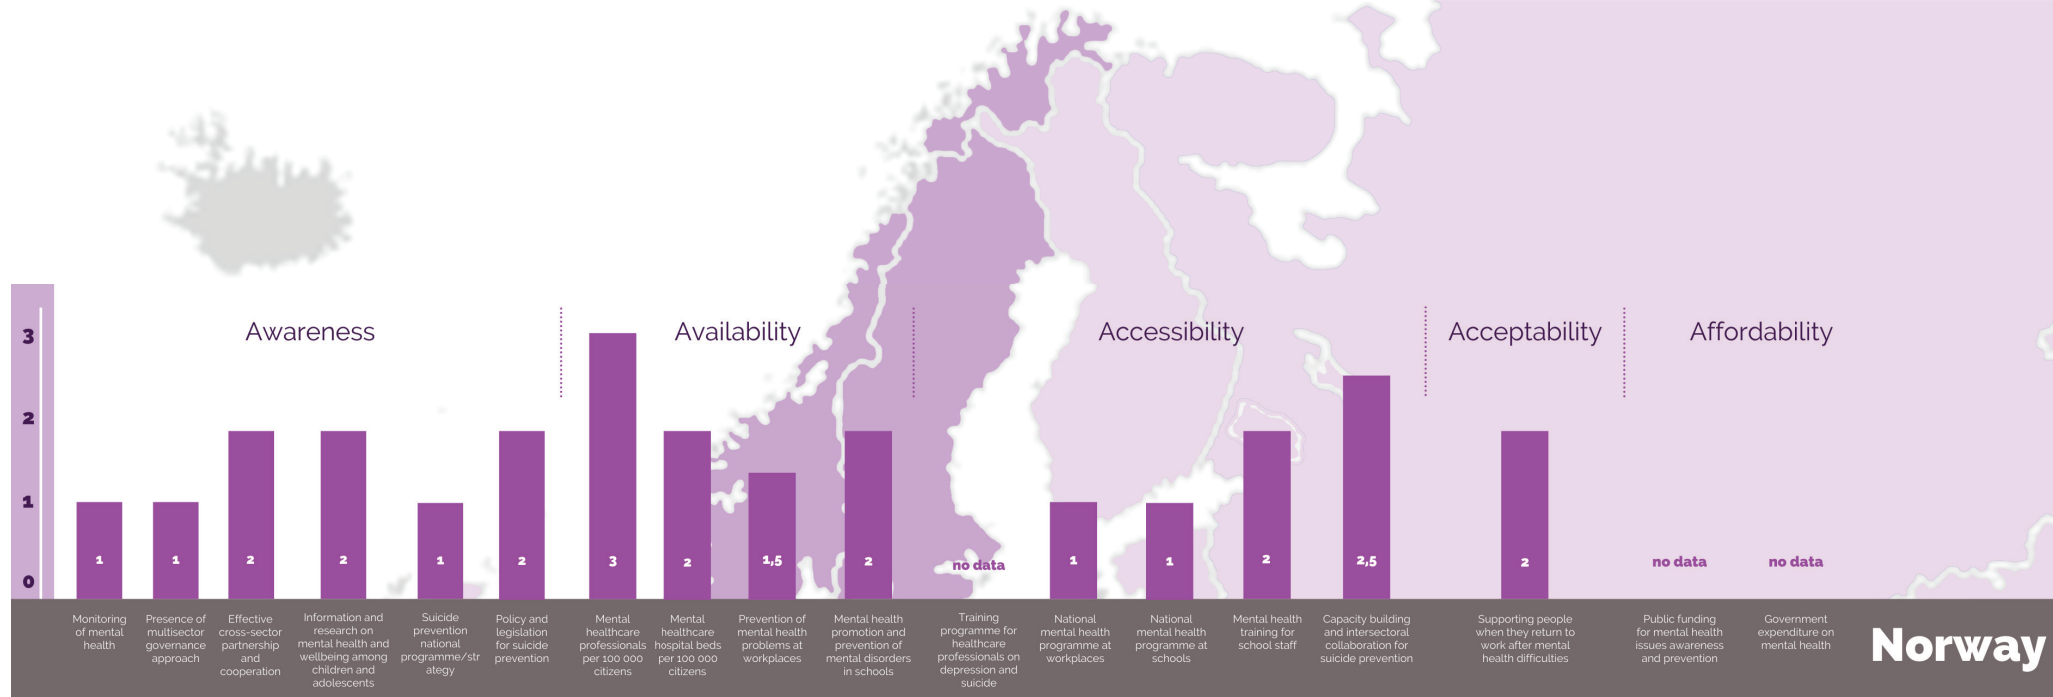 Awareness
Availability
Accessibility
Acceptability
Affordability
3
2
1
0
1
1
2
2
1
2
3
2
1,5
2
no data
1
1
2
2,5
2
no data
no data
Monitoring
of mental
health
Presence of
multisector
governance
approach
Effective
cross-sector
partnership
and
cooperation
Information and
research on
mental health and
wellbeing among
children and
adolescents
Suicide
prevention
national
programme/str
ategy
Policy and
legislation
for suicide
prevention
Mental
healthcare
professionals
per 100 000
citizens
Mental
healthcare
hospital beds
per 100 000
citizens
Prevention of
mental health
problems at
workplaces
Mental health
promotion and
prevention of
mental disorders
in schools
Training
programme for
healthcare
professionals on
depression and
suicide
National
mental health
programme at
workplaces
National
mental health
programme at
schools
Mental health
training for
school staff
Capacity building
and intersectoral
collaboration for
suicide prevention
Supporting people
when they return to
work after mental
health difficulties
Public funding
for mental health
issues awareness
and prevention
Government
expenditure on
mental health
Norway